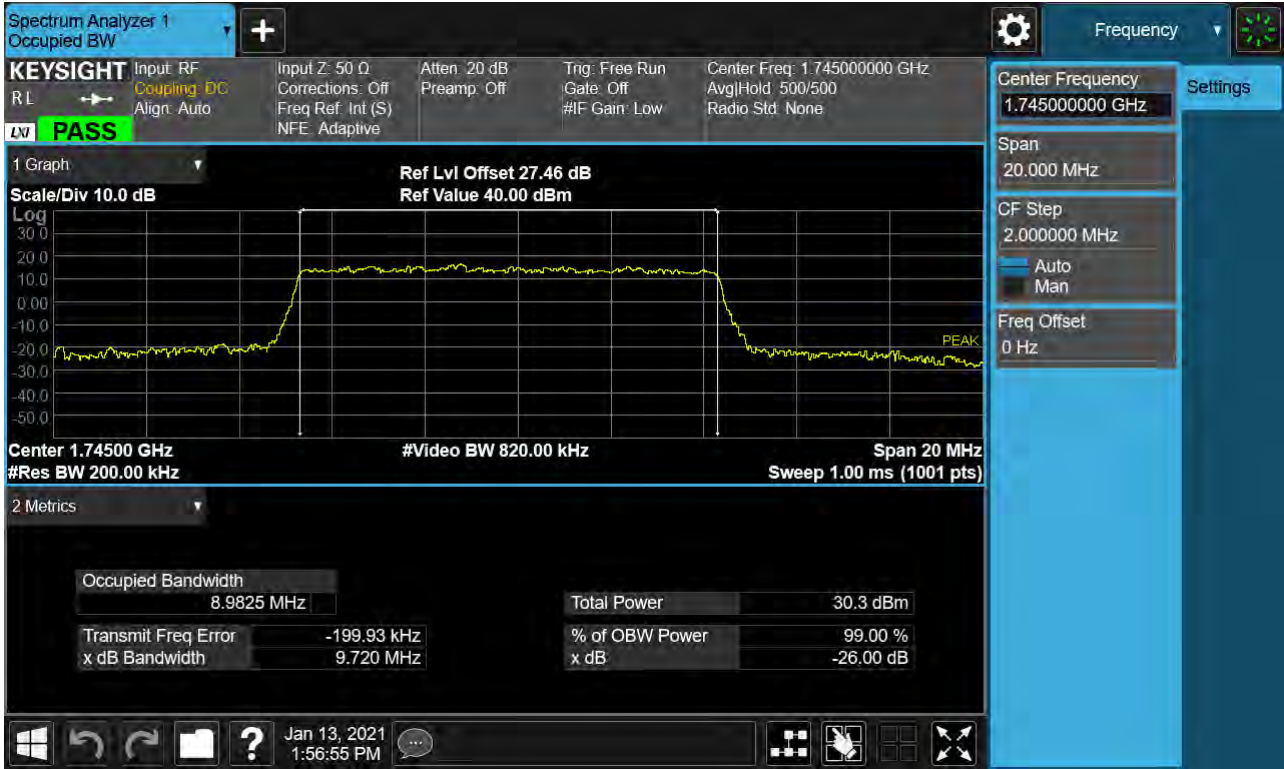 Spectrum Analyzer 1
Occupied BW
+
Frequency
KEYSIGHT
R L
LXI
PASS
Input: RF
Coupling: DC
Align: Auto
Input Z: 50 Ω
Corrections: Off
Freq Ref: Int (S)
NFE: Adaptive
Atten: 20 dB
Preamp: Off
Trig: Free Run
Gate: Off
#IF Gain: Low
Center Freq: 1.745000000 GHz
Avg|Hold: 500/500
Radio Std: None
1 Graph
Scale/Div 10.0 dB
Ref Lvl Offset 27.46 dB
Ref Value 40.00 dBm
Log
30.0
20.0
10.0
0.00
-10.0
-20.0
-30.0
-40.0
-50.0
PEAK
Center 1.74500 GHz
#Video BW 820.00 kHz
Span 20 MHz
#Res BW 200.00 kHz
Sweep 1.00 ms (1001 pts)
2 Metrics
Occupied Bandwidth
8.9825 MHz
Total Power 30.3 dBm
Transmit Freq Error -199.93 kHz
% of OBW Power 99.00 %
x dB Bandwidth 9.720 MHz
x dB -26.00 dB
?
Jan 13, 2021
1:56:55 PM
Center Frequency
1.745000000 GHz
Settings
Span
20.000 MHz
CF Step
2.000000 MHz
Auto
Man
Freq Offset
0 Hz